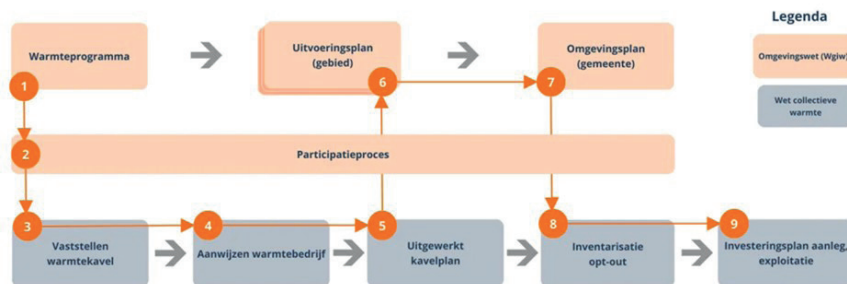 Legenda
Warmteprogramma
Uitvoeringsplan
(gebied)
Omgevingsplan
(gemeente)
Omgevingswet (Wgiw)
1
6
7
Wet collectieve
warmte
2
Participatieproces
3
4
5
8
9
Vaststellen
warmtekavel
Aanwijzen warmtebedrijf
Uitgewerkt
kavelplan
Inventarisatie
opt-out
Investeringsplan aanleg,
exploitatie